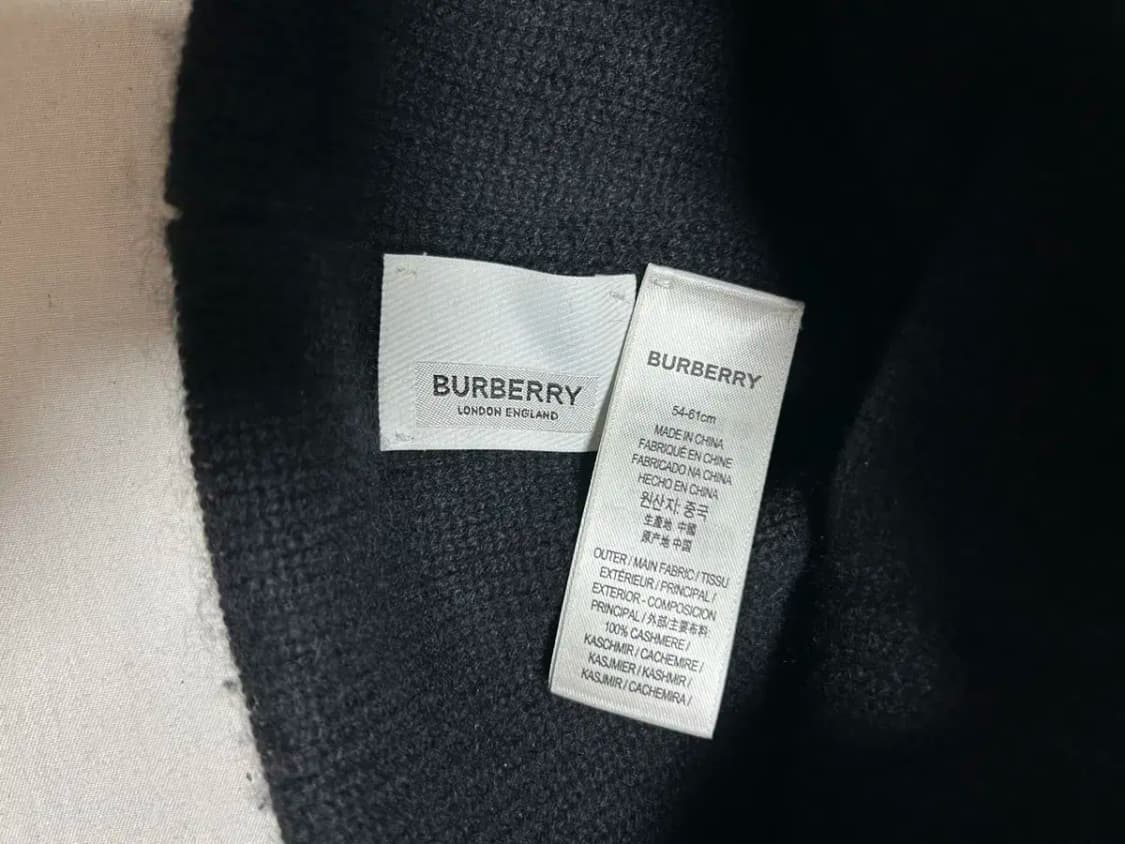 BURBERRY
LONDON ENGLAND
BURBERRY
54-61cm
MADE IN CHINA
FABRIQUÉ EN CHINE
FABRICADO NA CHINA
HECHO EN CHINA
원산지: 중국
生產地 中國
原产地 中国
OUTER / MAIN FABRIC / TISSU
EXTÉRIEUR / PRINCIPAL /
EXTERIOR - COMPOSICION
PRINCIPAL / 外部/主要布料:
100% CASHMERE /
KASCHMIR / CACHEMIRE /
KASJMIER / KASHMIR /
KASJMIR / CACHEMIRA /